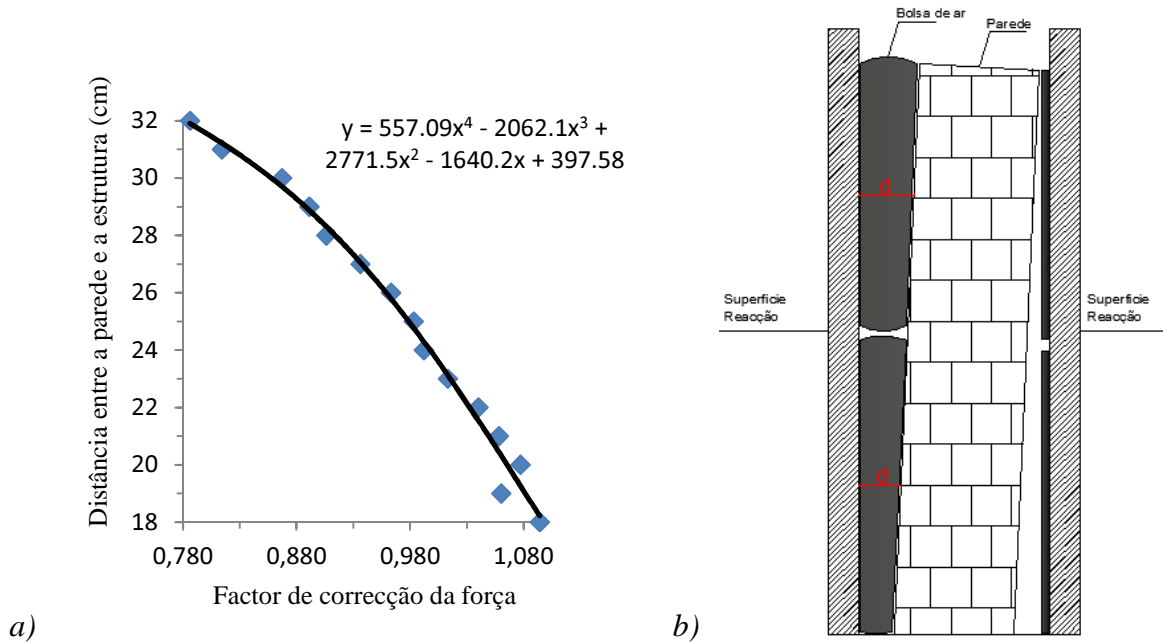 Distância entre a parede e a estrutura (cm)
32
30
28
26
24
22
20
18
y = 557.09x⁴ - 2062.1x³ +
2771.5x² - 1640.2x + 397.58
0,780
0,880
0,980
1,080
Factor de correcção da força
a)
Bolsa de ar
Parede
d
Superficie
Reacção
Superficie
Reacção
d
b)